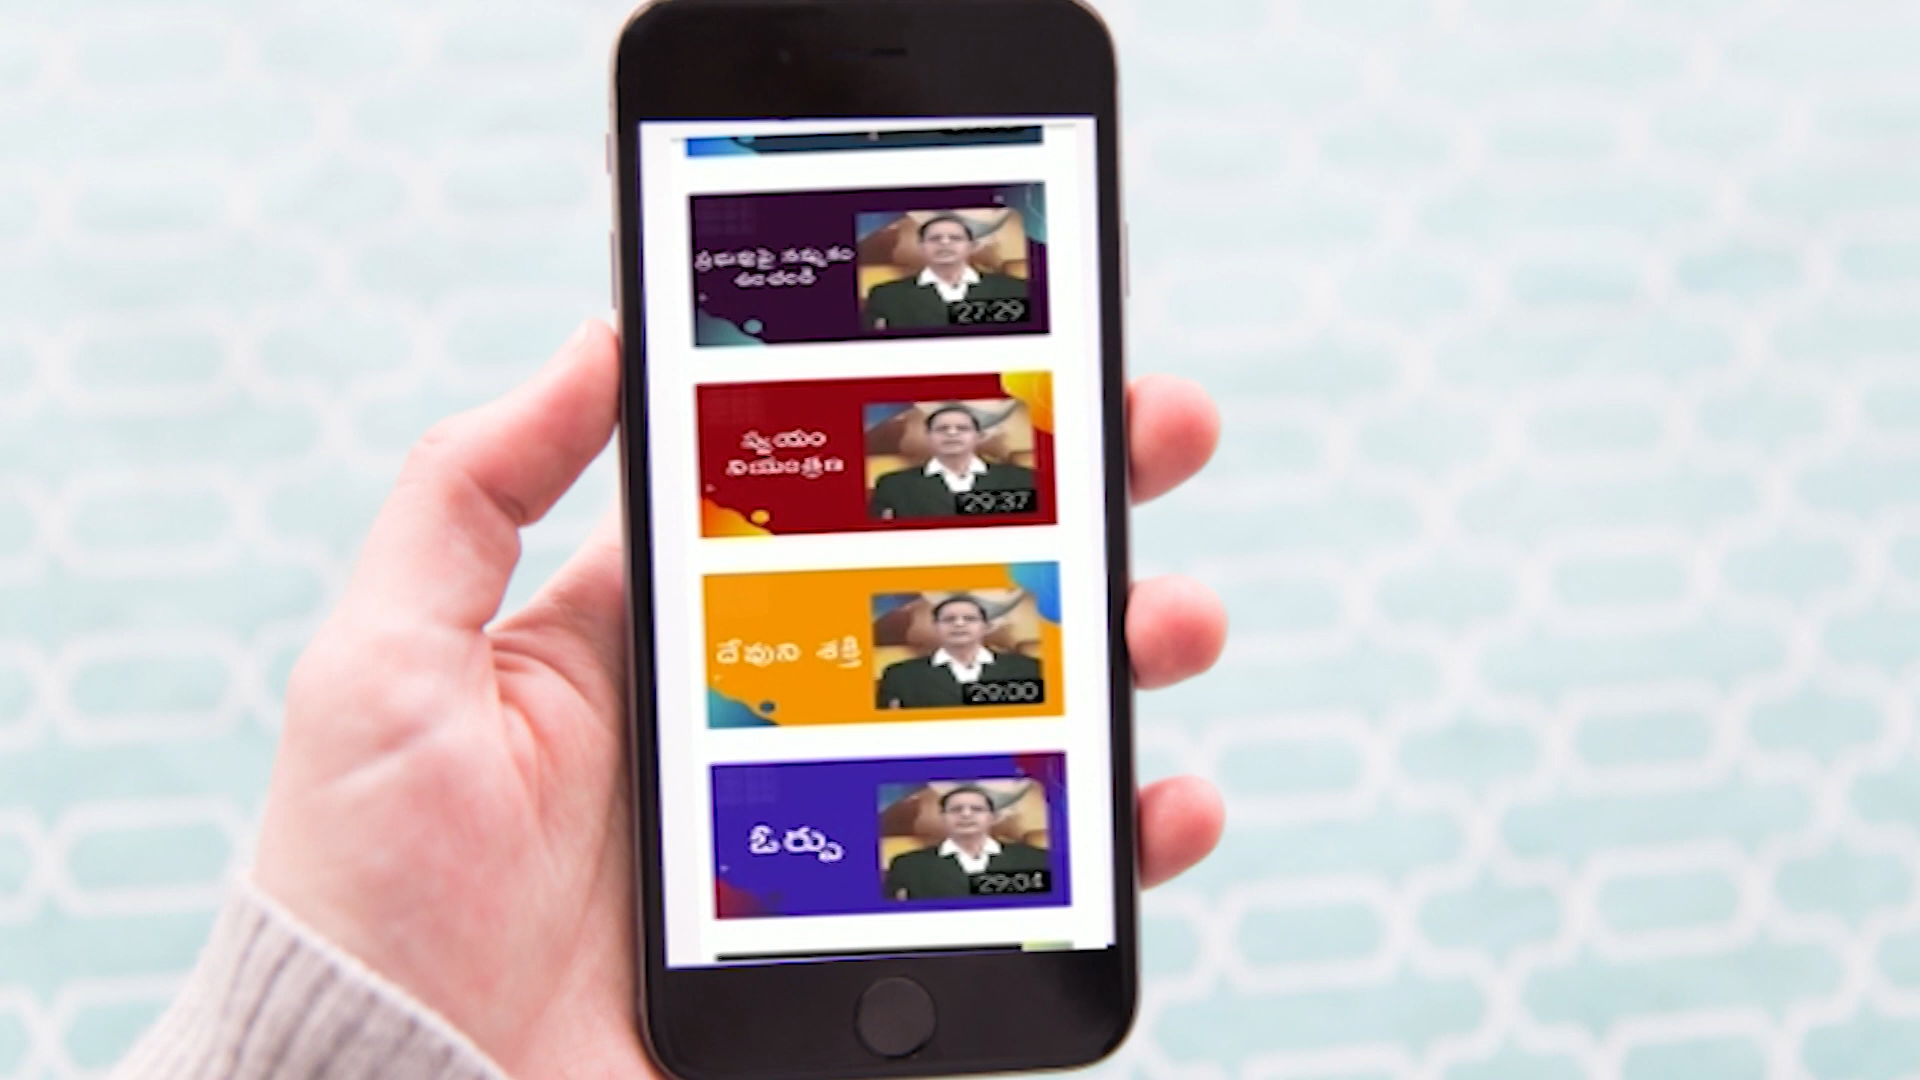 ప్రభువుపై నమ్మకం
ఉంచండి
27:29
స్వయం
నియంత్రణ
29:37
దేవుని శక్తి
29:00
ఓర్పు
29:04